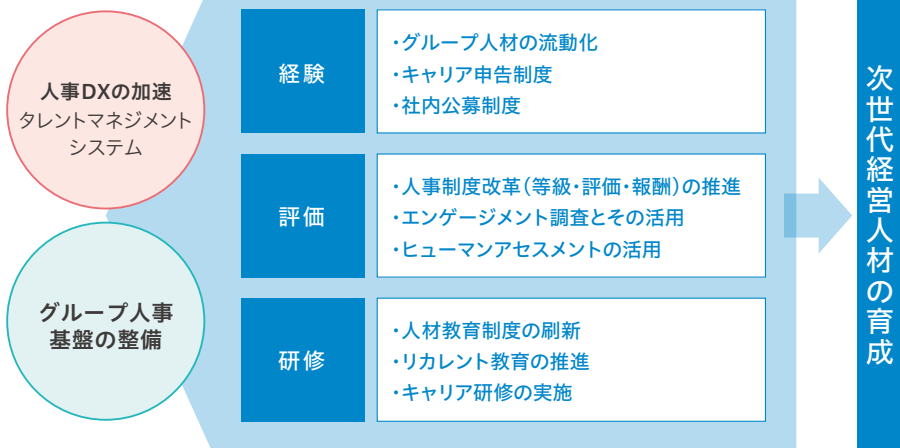 人事DXの加速
タレントマネジメント
システム
グループ人事
基盤の整備
経験
・グループ人材の流動化
・キャリア申告制度
・社内公募制度
評価
・人事制度改革（等級・評価・報酬）の推進
・エンゲージメント調査とその活用
・ヒューマンアセスメントの活用
研修
・人材教育制度の刷新
・リカレント教育の推進
・キャリア研修の実施
次世代経営人材の育成